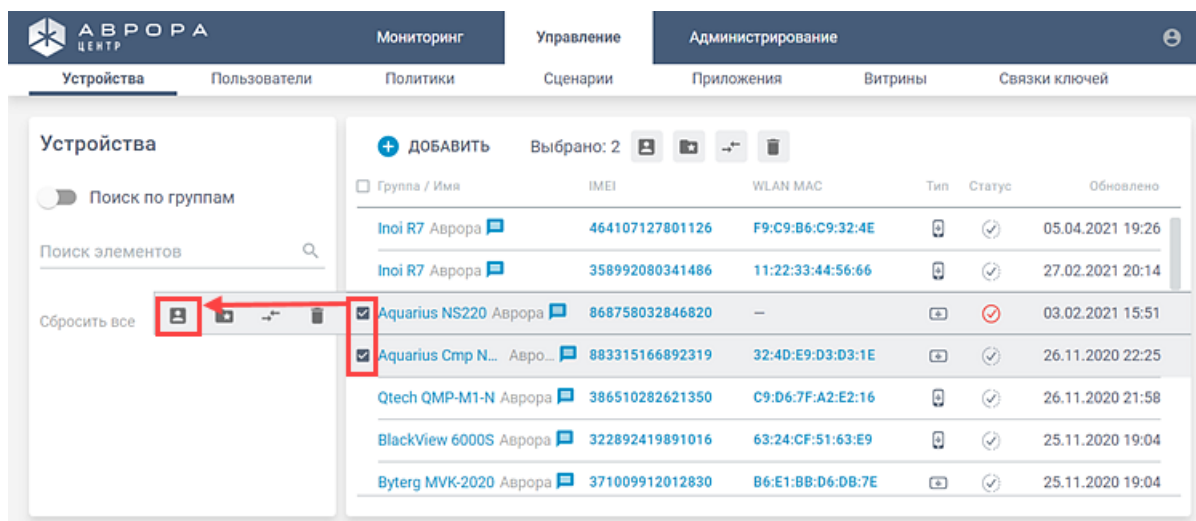 АВРОРА
ЦЕНТР
Мониторинг Управление Администрирование
Устройства Пользователи Политики Сценарии Приложения Витрины Связки ключей
Устройства
Поиск по группам
Поиск элементов
Сбросить все
ДОБАВИТЬ Выбрано: 2
Группа / Имя IMEI WLAN MAC Тип Статус Обновлено
Inoi R7 Аврора 464107127801126 F9:C9:B6:C9:32:4E 05.04.2021 19:26
Inoi R7 Аврора 358992080341486 11:22:33:44:56:66 27.02.2021 20:14
Aquarius NS220 Аврора 868758032846820 — 03.02.2021 15:51
Aquarius Cmp N... Авро... 883315166892319 32:4D:E9:D3:D3:1E 26.11.2020 22:25
Qtech QMP-M1-N Аврора 386510282621350 C9:D6:7F:A2:E2:16 26.11.2020 21:58
BlackView 6000S Аврора 322892419891016 63:24:CF:51:63:E9 25.11.2020 19:04
Byterg MVK-2020 Аврора 371009912012830 B6:E1:BB:D6:DB:7E 25.11.2020 19:04